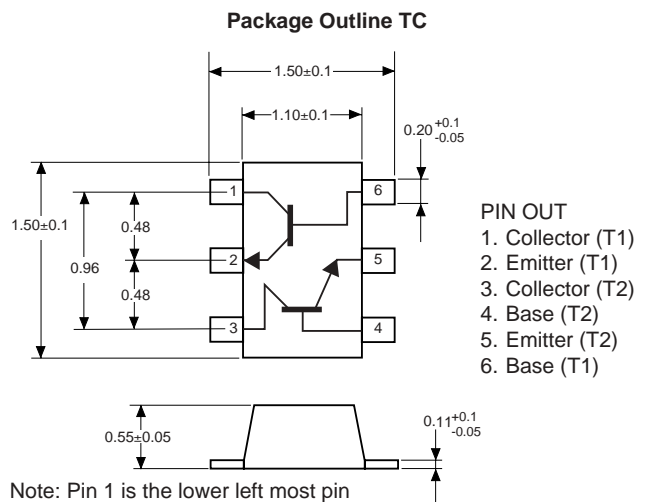 Package Outline TC
1.50±0.1
1.10±0.1
0.20 +0.1 -0.05
1
6
1.50±0.1
0.48
2
5
0.96
0.48
3
4
PIN OUT
1. Collector (T1)
2. Emitter (T1)
3. Collector (T2)
4. Base (T2)
5. Emitter (T2)
6. Base (T1)
0.55±0.05
0.11 +0.1 -0.05
Note: Pin 1 is the lower left most pin